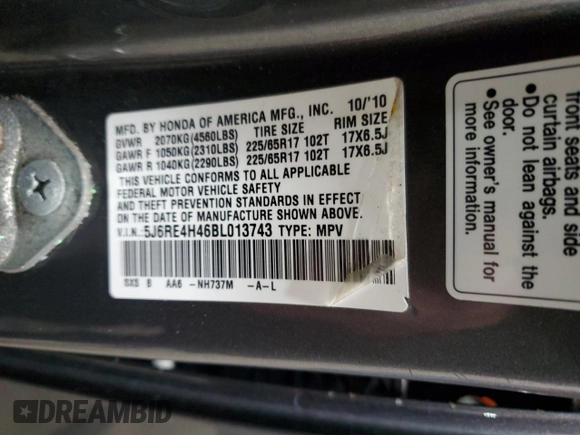 MFD. BY HONDA OF AMERICA MFG., INC. 10/'10
GVWR 2070KG(4560LBS) TIRE SIZE RIM SIZE
GAWR F 1050KG(2310LBS) 225/65R17 102T 17X6.5J
GAWR R 1040KG(2290LBS) 225/65R17 102T 17X6.5J
THIS VEHICLE CONFORMS TO ALL APPLICABLE
FEDERAL MOTOR VEHICLE SAFETY
AND THEFT PREVENTION STANDARDS IN EFFECT
ON THE DATE OF MANUFACTURE SHOWN ABOVE.
V.I.N. 5J6RE4H46BL013743 TYPE: MPV
SXS B AA6 -NH737M -A-L
front seats and side
curtain airbags.
•Do not lean against the
door.
•See owner's manual for
more information.
DREAMBID